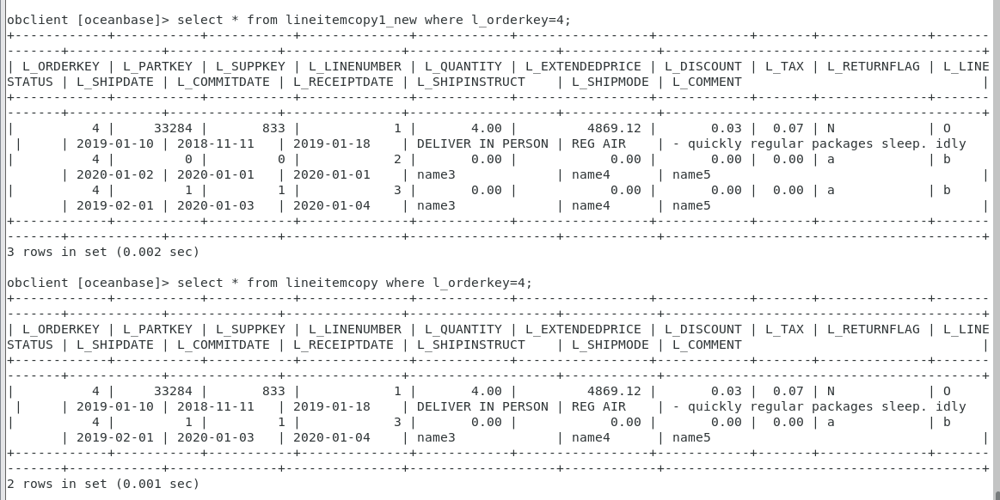 obclient [oceanbase]> select * from lineitemcopy1_new where l_orderkey=4;
+------------+-----------+-----------+--------------+------------+-----------------+------------+-------+--------------+-------
-------+------------+--------------+---------------+-------------------+------------+-----------------------------------------+
| L_ORDERKEY | L_PARTKEY | L_SUPPKEY | L_LINENUMBER | L_QUANTITY | L_EXTENDEDPRICE | L_DISCOUNT | L_TAX | L_RETURNFLAG | L_LINE
STATUS | L_SHIPDATE | L_COMMITDATE | L_RECEIPTDATE | L_SHIPINSTRUCT    | L_SHIPMODE | L_COMMENT                               |
+------------+-----------+-----------+--------------+------------+-----------------+------------+-------+--------------+-------
-------+------------+--------------+---------------+-------------------+------------+-----------------------------------------+
|          4 |     33284 |       833 |            1 |       4.00 |         4869.12 |       0.03 |  0.07 | N            | O
 |      | 2019-01-10 | 2018-11-11   | 2019-01-18    | DELIVER IN PERSON | REG AIR    | - quickly regular packages sleep. idly
|          4 |         0 |         0 |            2 |       0.00 |            0.00 |       0.00 |  0.00 | a            | b
       | 2020-01-02 | 2020-01-01   | 2020-01-01    | name3             | name4      | name5                                   |
|          4 |         1 |         1 |            3 |       0.00 |            0.00 |       0.00 |  0.00 | a            | b
       | 2019-02-01 | 2020-01-03   | 2020-01-04    | name3             | name4      | name5                                   |
+------------+-----------+-----------+--------------+------------+-----------------+------------+-------+--------------+-------
-------+------------+--------------+---------------+-------------------+------------+-----------------------------------------+
3 rows in set (0.002 sec)
obclient [oceanbase]> select * from lineitemcopy where l_orderkey=4;
+------------+-----------+-----------+--------------+------------+-----------------+------------+-------+--------------+-------
-------+------------+--------------+---------------+-------------------+------------+-----------------------------------------+
| L_ORDERKEY | L_PARTKEY | L_SUPPKEY | L_LINENUMBER | L_QUANTITY | L_EXTENDEDPRICE | L_DISCOUNT | L_TAX | L_RETURNFLAG | L_LINE
STATUS | L_SHIPDATE | L_COMMITDATE | L_RECEIPTDATE | L_SHIPINSTRUCT    | L_SHIPMODE | L_COMMENT                               |
+------------+-----------+-----------+--------------+------------+-----------------+------------+-------+--------------+-------
-------+------------+--------------+---------------+-------------------+------------+-----------------------------------------+
|          4 |     33284 |       833 |            1 |       4.00 |         4869.12 |       0.03 |  0.07 | N            | O
 |      | 2019-01-10 | 2018-11-11   | 2019-01-18    | DELIVER IN PERSON | REG AIR    | - quickly regular packages sleep. idly
|          4 |         1 |         1 |            3 |       0.00 |            0.00 |       0.00 |  0.00 | a            | b
       | 2019-02-01 | 2020-01-03   | 2020-01-04    | name3             | name4      | name5                                   |
+------------+-----------+-----------+--------------+------------+-----------------+------------+-------+--------------+-------
-------+------------+--------------+---------------+-------------------+------------+-----------------------------------------+
2 rows in set (0.001 sec)